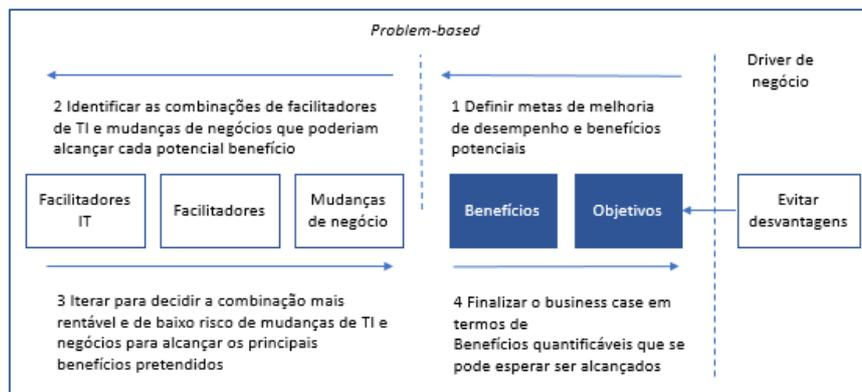 Problem-based
Driver de
negócio
2 Identificar as combinações de facilitadores
de TI e mudanças de negócios que poderiam
alcançar cada potencial benefício
1 Definir metas de melhoria
de desempenho e benefícios
potenciais
Facilitadores
IT
Facilitadores
Mudanças
de negócio
Benefícios
Objetivos
Evitar
desvantagens
3 Iterar para decidir a combinação mais
rentável e de baixo risco de mudanças de TI e
negócios para alcançar os principais
benefícios pretendidos
4 Finalizar o business case em
termos de
Benefícios quantificáveis que se
pode esperar ser alcançados